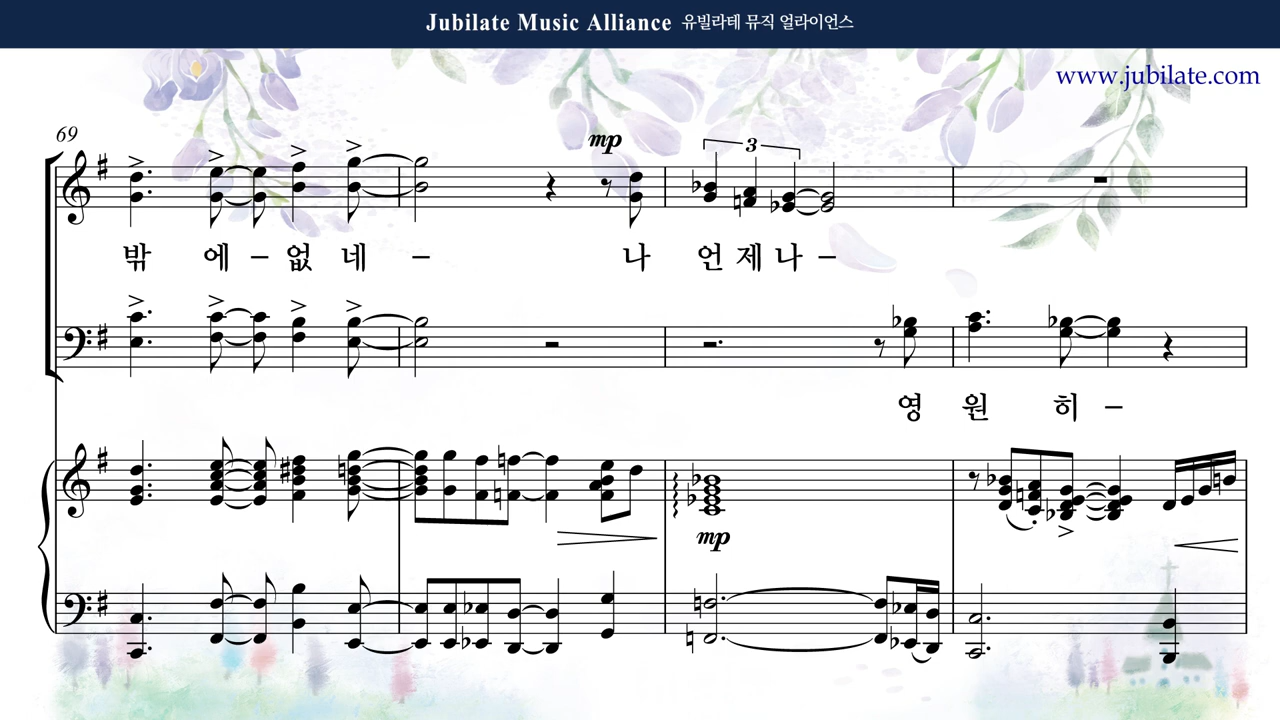 Jubilate Music Alliance 유빌라테 뮤직 얼라이언스
www.jubilate.com
69
mp
3
밖 에 – 없 네 – 나 언 제 나 –
영 원 히 –
mp